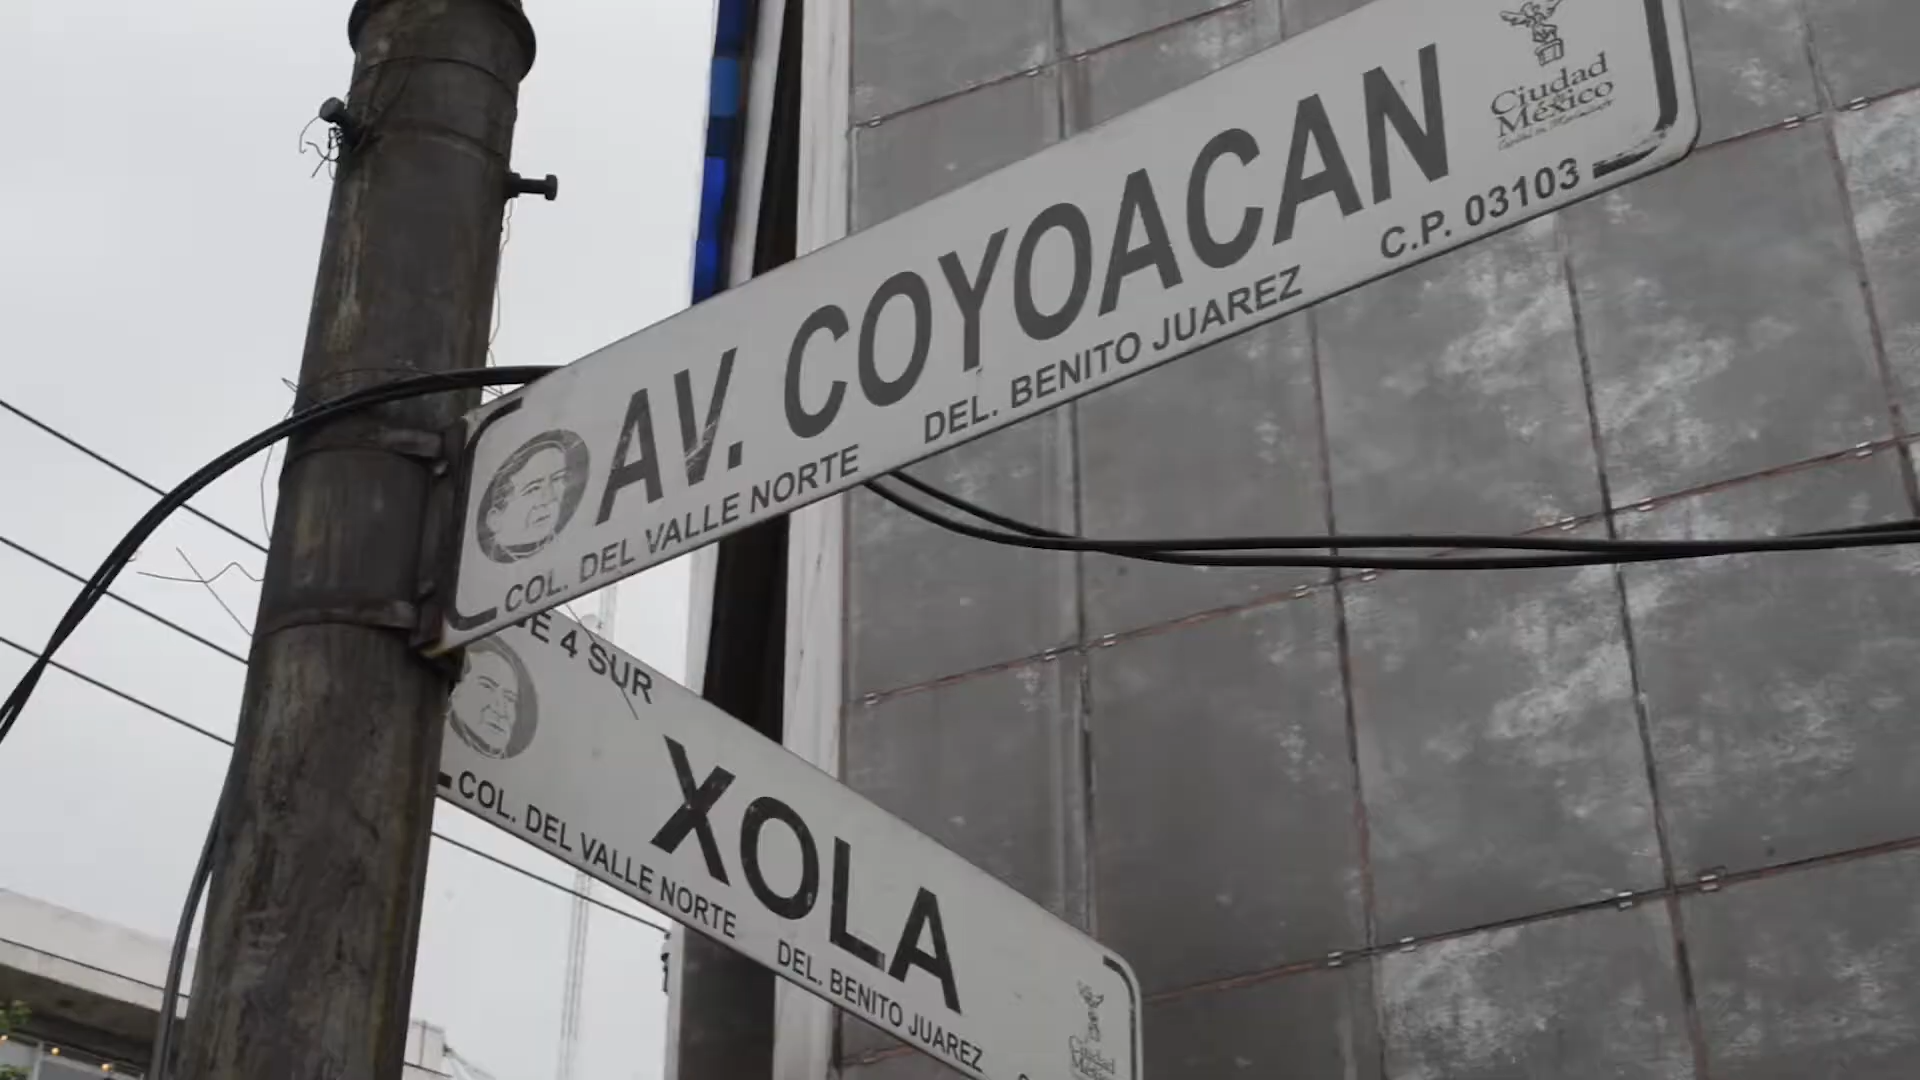 AV. COYOACAN
COL. DEL VALLE NORTE DEL. BENITO JUAREZ C.P. 03103
Ciudad
México
4 SUR
XOLA
COL. DEL VALLE NORTE DEL. BENITO JUAREZ
Ciudad